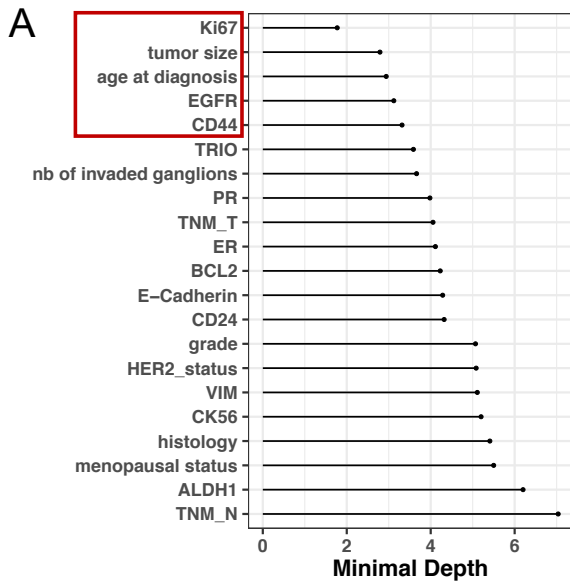 A
Ki67
tumor size
age at diagnosis
EGFR
CD44
TRIO
nb of invaded ganglions
PR
TNM_T
ER
BCL2
E−Cadherin
CD24
grade
HER2_status
VIM
CK56
histology
menopausal status
ALDH1
TNM_N
0 2 4 6
Minimal Depth